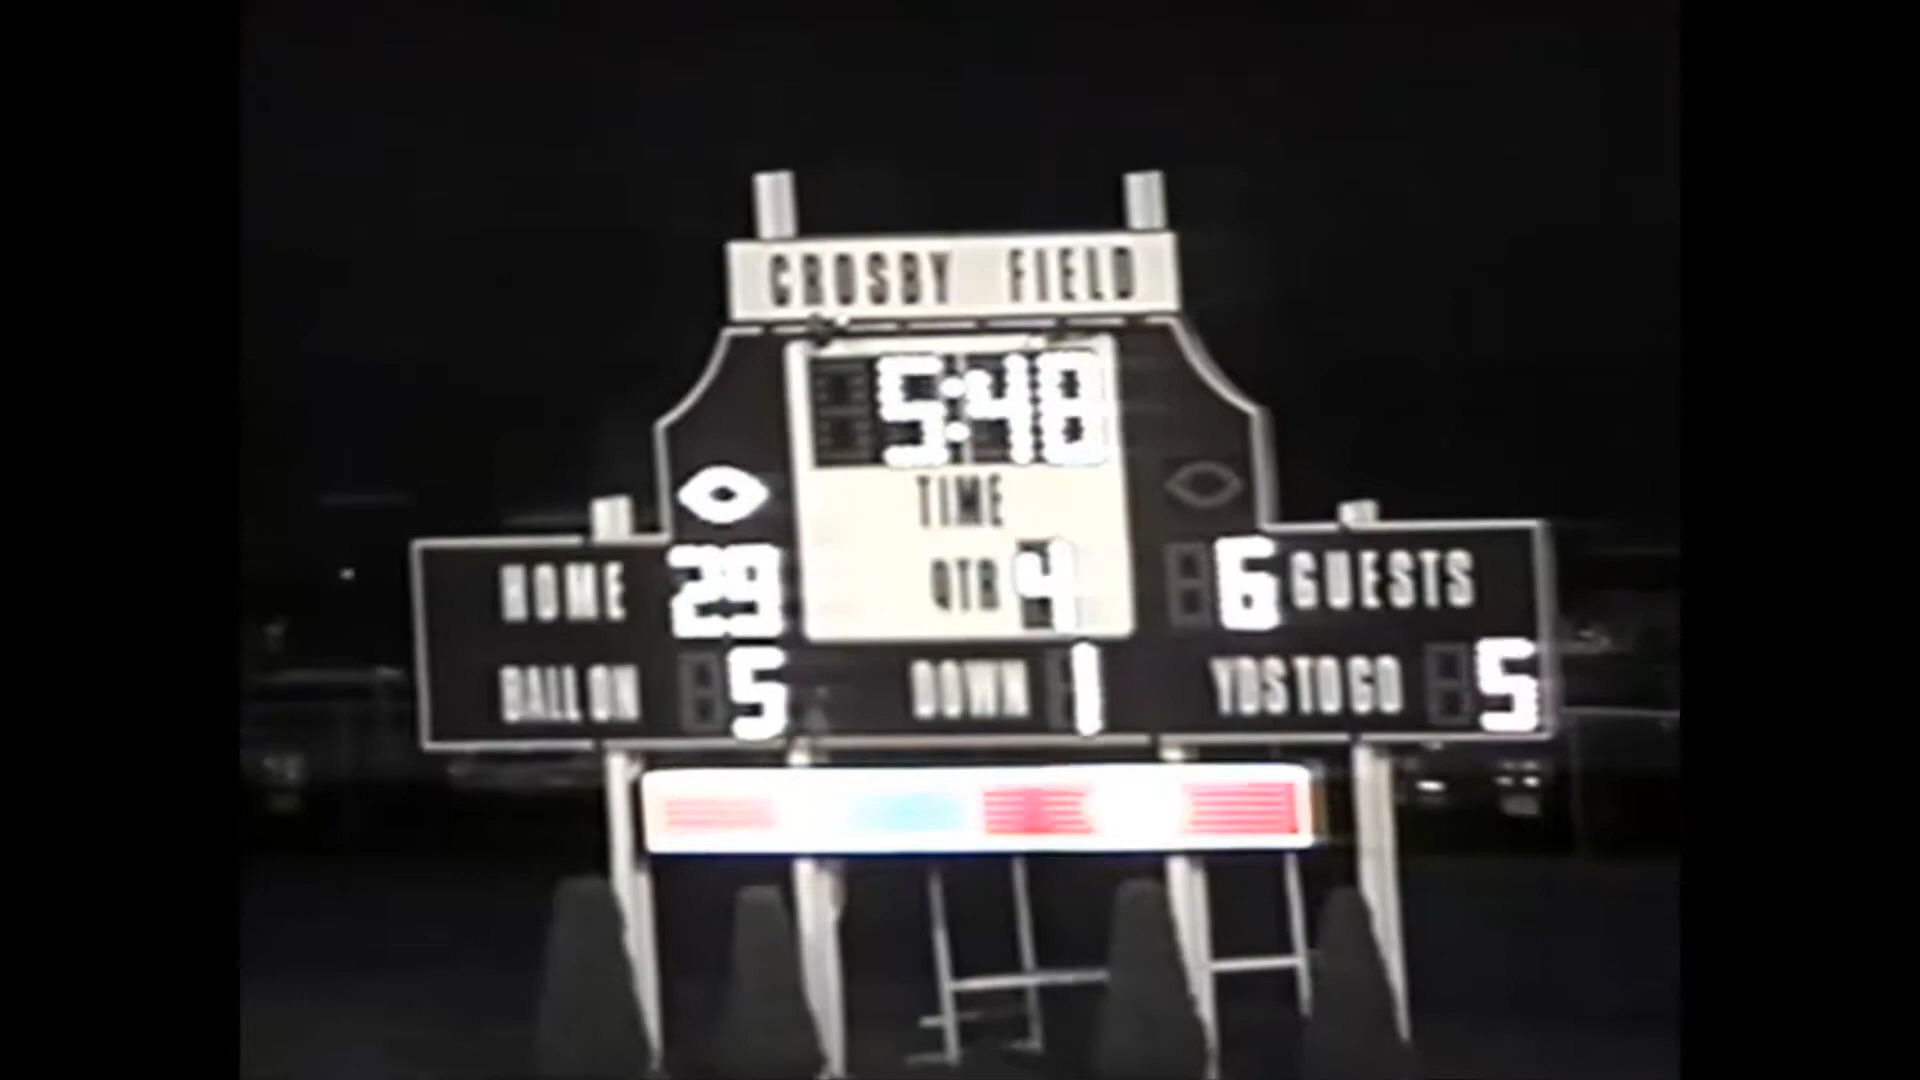 CROSBY FIELD
5:48
TIME
QTR 4
HOME 29
6 GUESTS
BALL ON 5
DOWN 1
YDS TO GO 5